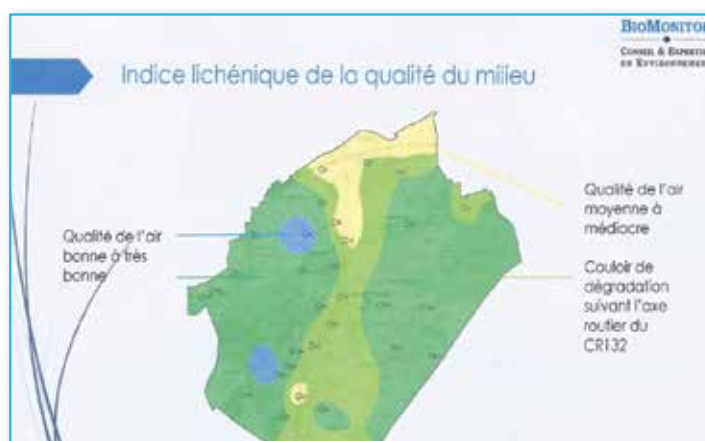 BIOMONITOR
CONSEIL & EXPERTISE
EN ENVIRONNEMENT
Indice lichénique de la qualité du milieu
Qualité de l'air
moyenne à
médiocre
Qualité de l'air
bonne à très
bonne
Couloir de
dégradation
suivant l'axe
routier du
CR132